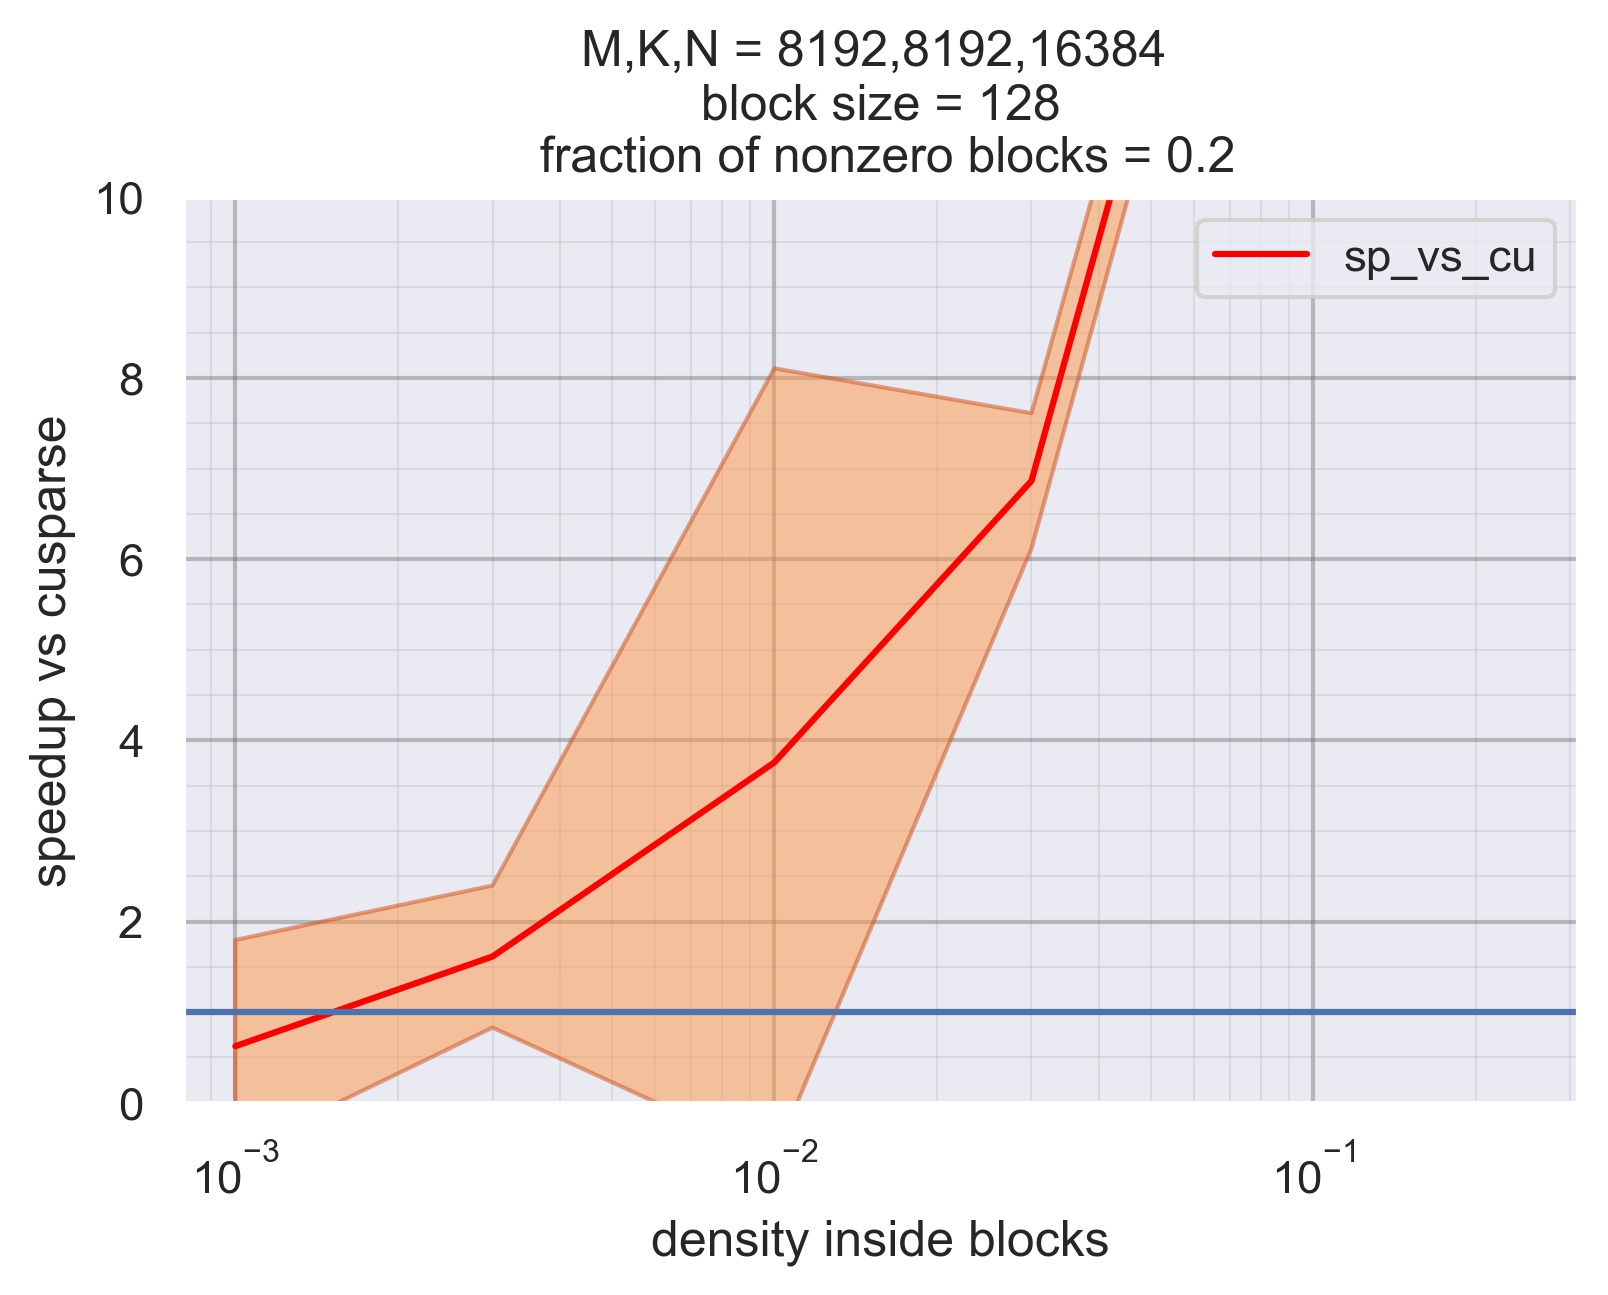 M,K,N = 8192,8192,16384
block size = 128
fraction of nonzero blocks = 0.2
10
8
6
4
2
0
speedup vs cusparse
sp_vs_cu
10⁻³
10⁻²
10⁻¹
density inside blocks